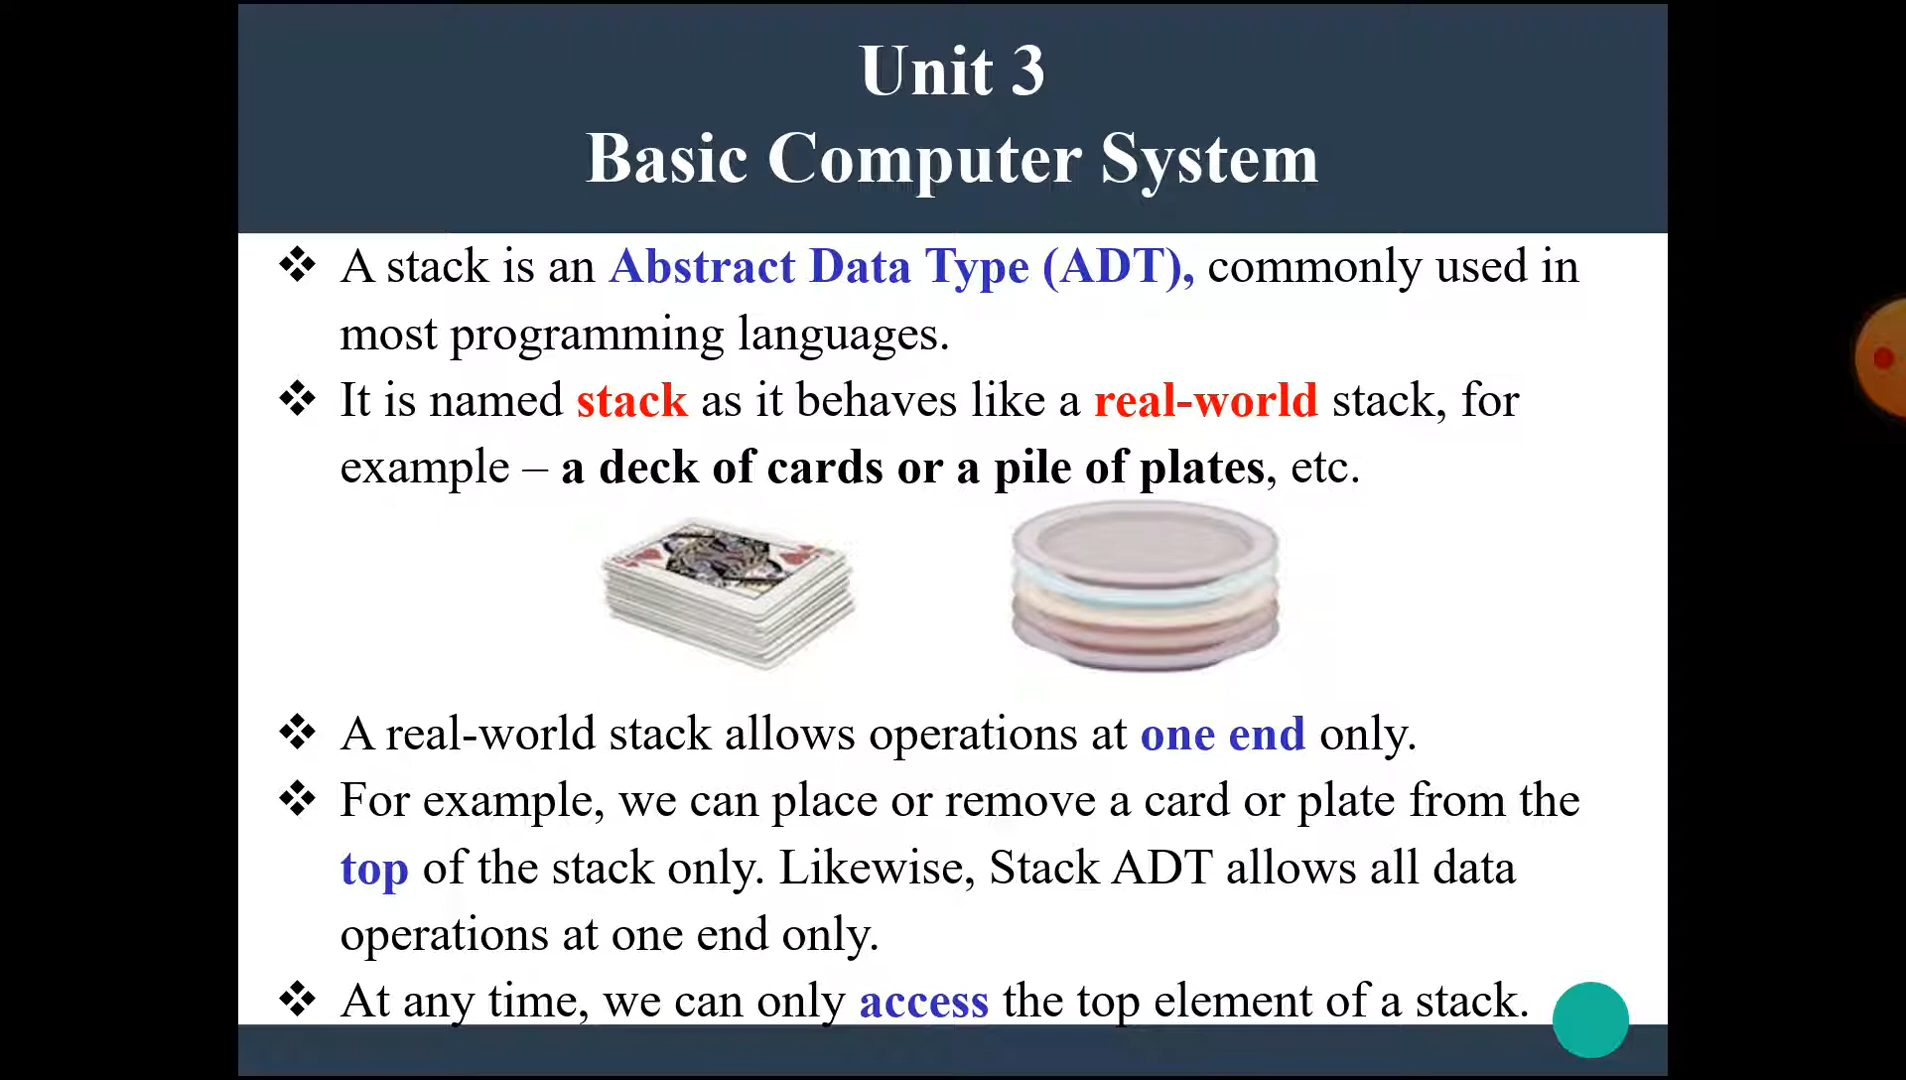 Unit 3
Basic Computer System
❖ A stack is an Abstract Data Type (ADT), commonly used in
most programming languages.
❖ It is named stack as it behaves like a real-world stack, for
example – a deck of cards or a pile of plates, etc.
❖ A real-world stack allows operations at one end only.
❖ For example, we can place or remove a card or plate from the
top of the stack only. Likewise, Stack ADT allows all data
operations at one end only.
❖ At any time, we can only access the top element of a stack.